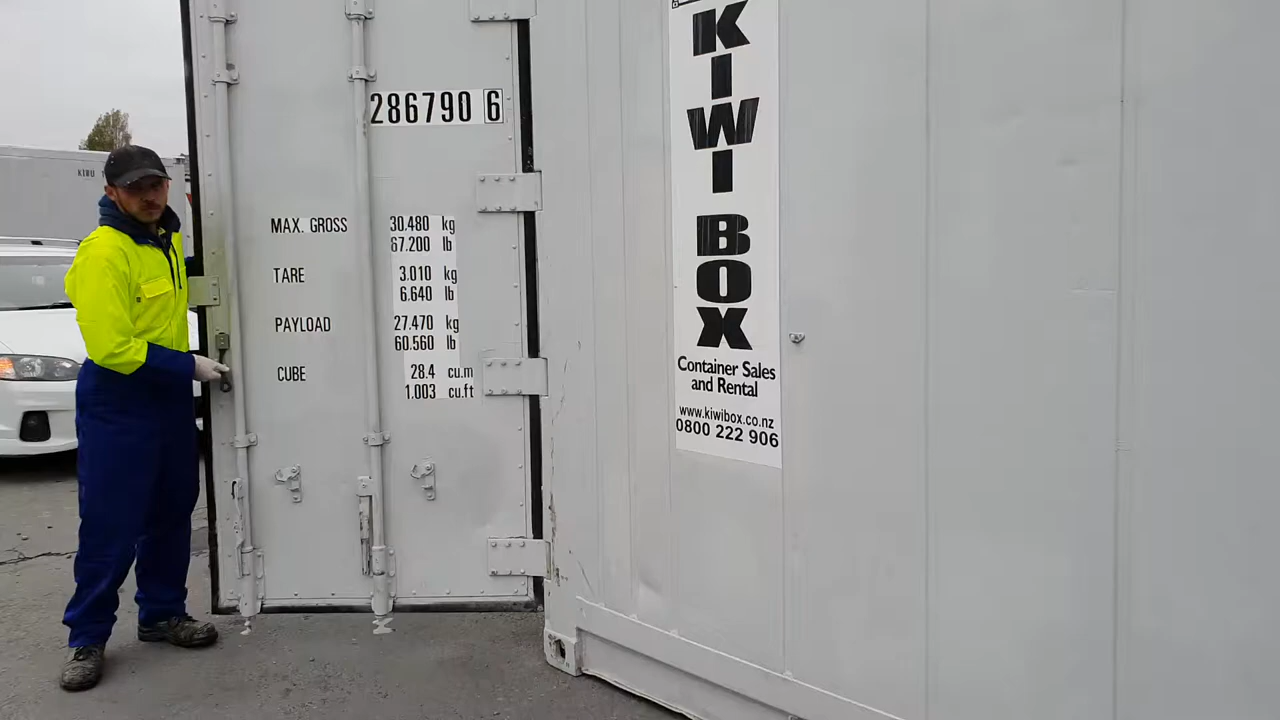 KIWI
286790 6
MAX. GROSS 30.480 kg
67.200 lb
TARE 3.010 kg
6.640 lb
PAYLOAD 27.470 kg
60.560 lb
CUBE 28.4 cu.m
1.003 cu.ft
KIWI BOX
Container Sales
and Rental
www.kiwibox.co.nz
0800 222 906